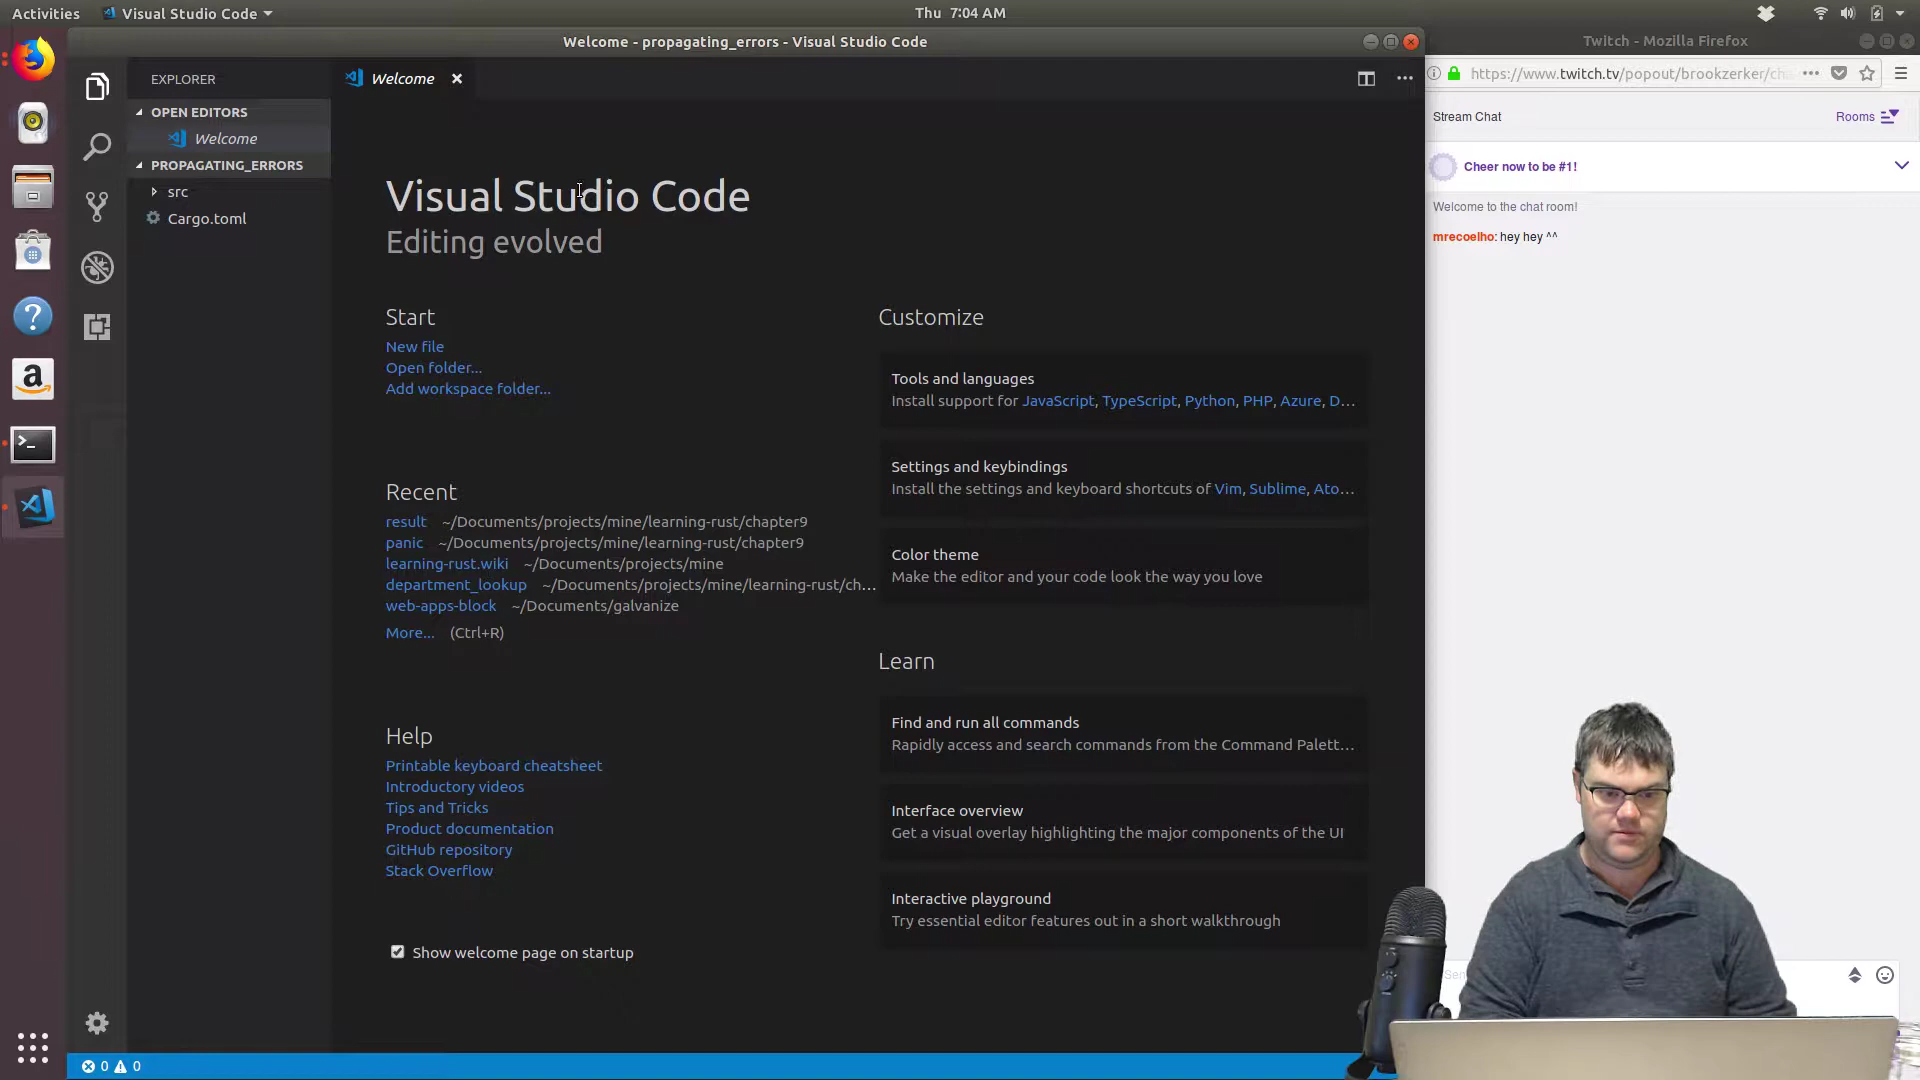 Activities
Visual Studio Code
Thu 7:04 AM
Welcome - propagating_errors - Visual Studio Code
Twitch - Mozilla Firefox
https://www.twitch.tv/popout/brookzerker/cha
EXPLORER
Welcome
OPEN EDITORS
Welcome
PROPAGATING_ERRORS
src
Cargo.toml
Visual Studio Code
Editing evolved
Start
New file
Open folder...
Add workspace folder...
Recent
result ~/Documents/projects/mine/learning-rust/chapter9
panic ~/Documents/projects/mine/learning-rust/chapter9
learning-rust.wiki ~/Documents/projects/mine
department_lookup ~/Documents/projects/mine/learning-rust/ch...
web-apps-block ~/Documents/galvanize
More... (Ctrl+R)
Help
Printable keyboard cheatsheet
Introductory videos
Tips and Tricks
Product documentation
GitHub repository
Stack Overflow
Show welcome page on startup
Customize
Tools and languages
Install support for JavaScript, TypeScript, Python, PHP, Azure, D...
Settings and keybindings
Install the settings and keyboard shortcuts of Vim, Sublime, Ato...
Color theme
Make the editor and your code look the way you love
Learn
Find and run all commands
Rapidly access and search commands from the Command Palett...
Interface overview
Get a visual overlay highlighting the major components of the UI
Interactive playground
Try essential editor features out in a short walkthrough
Stream Chat
Rooms
Cheer now to be #1!
Welcome to the chat room!
mrecoelho: hey hey ^^
0 0